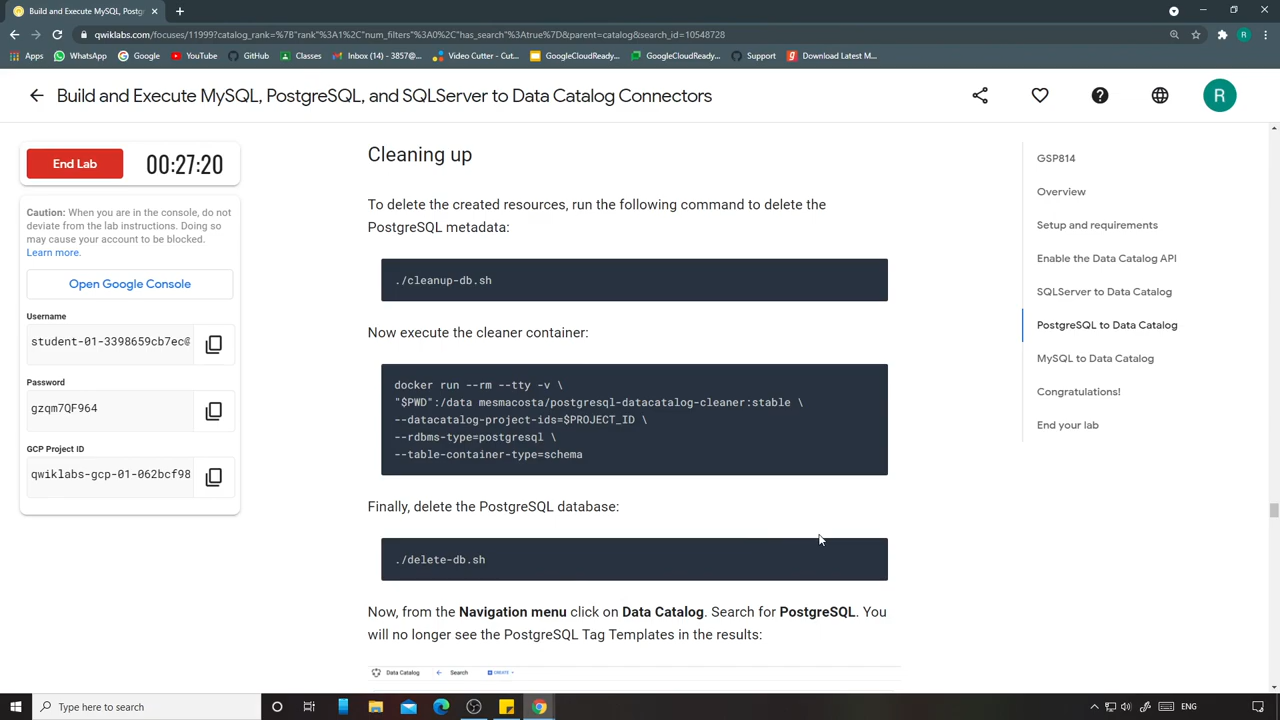 Build and Execute MySQL, Postgr
qwiklabs.com/focuses/11999?catalog_rank=%7B"rank"%3A1%2C"num_filters"%3A0%2C"has_search"%3Atrue%7D&parent=catalog&search_id=10548728
Apps WhatsApp Google YouTube GitHub Classes Inbox (14) - 3857@... Video Cutter - Cut... GoogleCloudReady... GoogleCloudReady... Support Download Latest M...
Build and Execute MySQL, PostgreSQL, and SQLServer to Data Catalog Connectors
R
End Lab 00:27:20
Caution: When you are in the console, do not
deviate from the lab instructions. Doing so
may cause your account to be blocked.
Learn more.
Open Google Console
Username
student-01-3398659cb7ec@
Password
gzqm7QF964
GCP Project ID
qwiklabs-gcp-01-062bcf98
Cleaning up
To delete the created resources, run the following command to delete the
PostgreSQL metadata:
./cleanup-db.sh
Now execute the cleaner container:
docker run --rm --tty -v \
"$PWD":/data mesmacosta/postgresql-datacatalog-cleaner:stable \
--datacatalog-project-ids=$PROJECT_ID \
--rdbms-type=postgresql \
--table-container-type=schema
Finally, delete the PostgreSQL database:
./delete-db.sh
Now, from the Navigation menu click on Data Catalog. Search for PostgreSQL. You
will no longer see the PostgreSQL Tag Templates in the results:
Data Catalog Search CREATE
GSP814
Overview
Setup and requirements
Enable the Data Catalog API
SQLServer to Data Catalog
PostgreSQL to Data Catalog
MySQL to Data Catalog
Congratulations!
End your lab
Type here to search
ENG